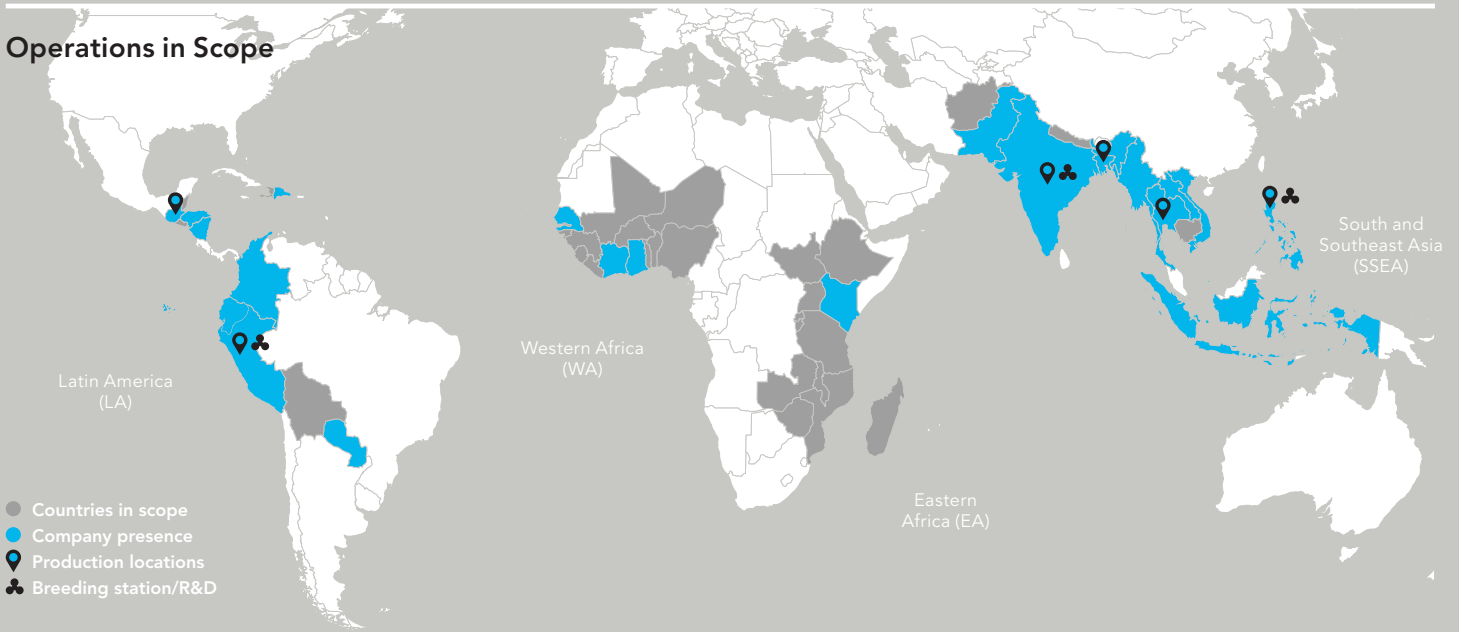 Operations in Scope
South and
Southeast Asia
(SSEA)
Western Africa
(WA)
Latin America
(LA)
Eastern
Africa (EA)
Countries in scope
Company presence
Production locations
Breeding station/R&D